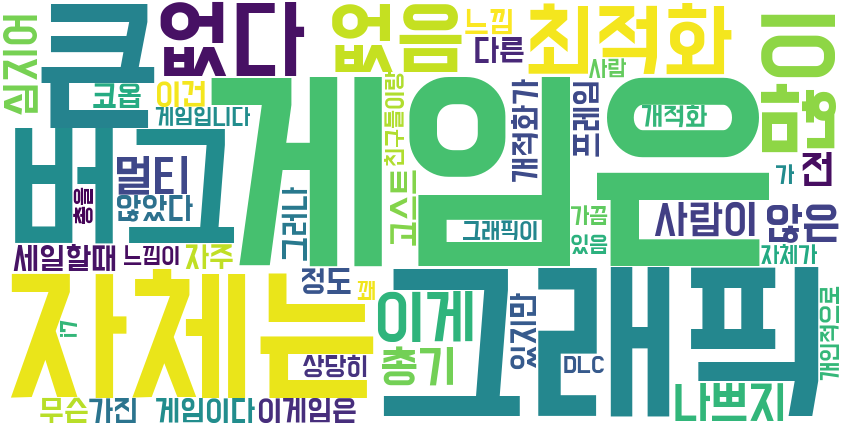 심지어
큼
없다
없음
느낌
다른
최적화
이
사람
코옵
이건
게임입니다
친구들이랑
게임은
개적화가
프레임
개적화
버그
멀티
않았다
총을
그러나
고스트
그래픽이
가끔
있음
사람이
가
전
않은
세일할때
느낌이
자주
자체가
자체는
i7
정도
꽤
이게
그래픽
총기
상당히
있지만
DLC
개인적으로
나쁘지
무슨
가진
게임이다
이게임은